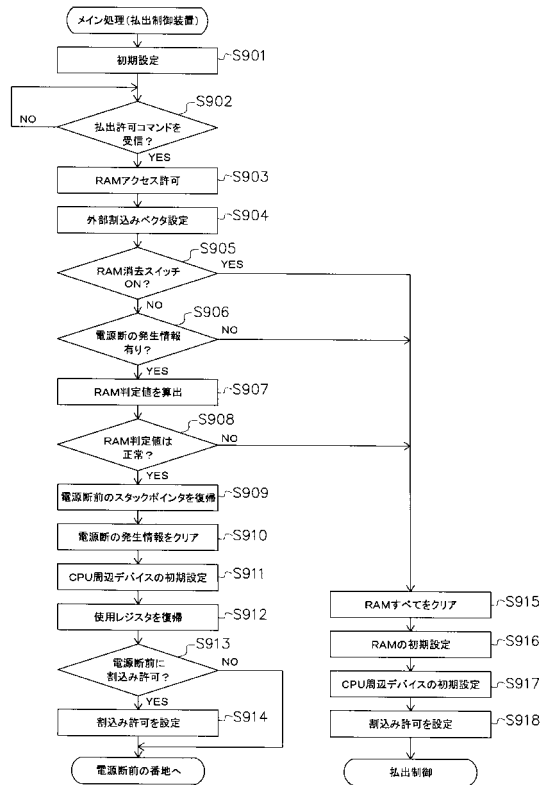 メイン処理(払出制御装置)
初期設定
S901
S902
払出許可コマンドを
受信?
NO
YES
RAMアクセス許可
S903
外部割込みベクタ設定
S904
S905
RAM消去スイッチ
ON?
YES
NO
S906
電源断の発生情報
有り?
NO
YES
RAM判定値を算出
S907
S908
RAM判定値は
正常?
NO
YES
電源断前のスタックポインタを復帰
S909
電源断の発生情報をクリア
S910
CPU周辺デバイスの初期設定
S911
使用レジスタを復帰
S912
S913
電源断前に
割込み許可?
NO
YES
割込み許可を設定
S914
電源断前の番地へ
RAMすべてをクリア
S915
RAMの初期設定
S916
CPU周辺デバイスの初期設定
S917
割込み許可を設定
S918
払出制御